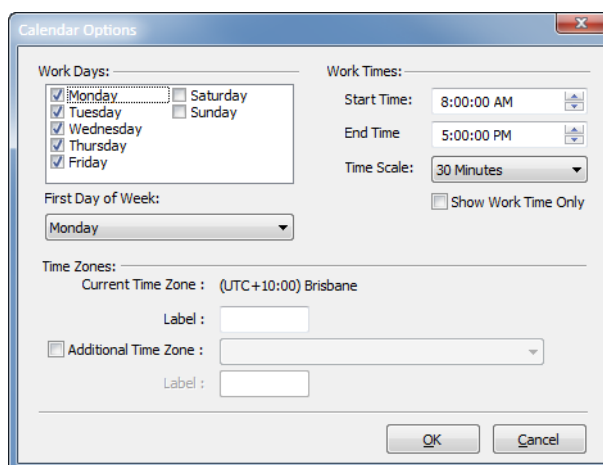 Calendar Options
Work Days:
Monday
Saturday
Tuesday
Sunday
Wednesday
Thursday
Friday
First Day of Week:
Monday
Work Times:
Start Time: 8:00:00 AM
End Time 5:00:00 PM
Time Scale: 30 Minutes
Show Work Time Only
Time Zones:
Current Time Zone : (UTC+10:00) Brisbane
Label :
Additional Time Zone :
Label :
OK Cancel